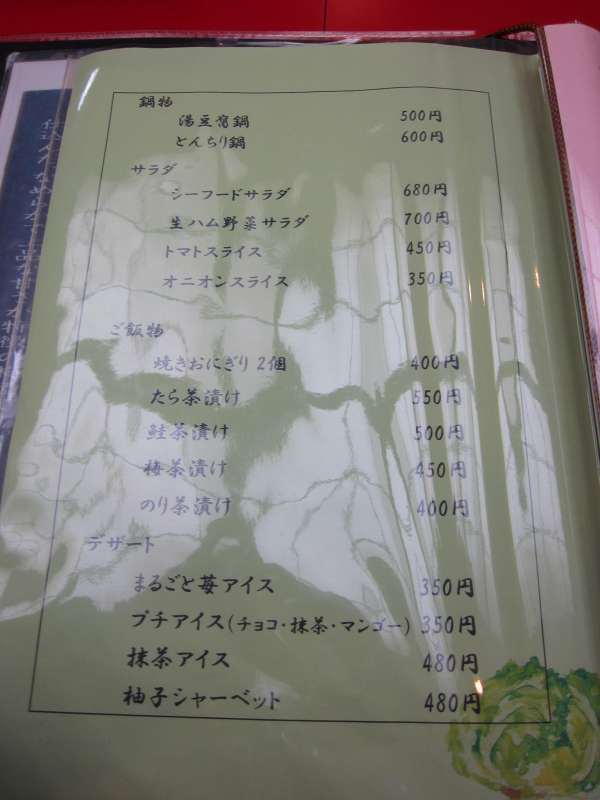 鍋物
湯豆腐鍋 500円
とんちり鍋 600円
サラダ
シーフードサラダ 680円
生ハム野菜サラダ 700円
トマトスライス 450円
オニオンスライス 350円
ご飯物
焼きおにぎり2個 400円
たら茶漬け 550円
鮭茶漬け 500円
梅茶漬け 450円
のり茶漬け 400円
デザート
まるごと苺アイス 350円
プチアイス(チョコ・抹茶・マンゴー) 350円
抹茶アイス 480円
柚子シャーベット 480円